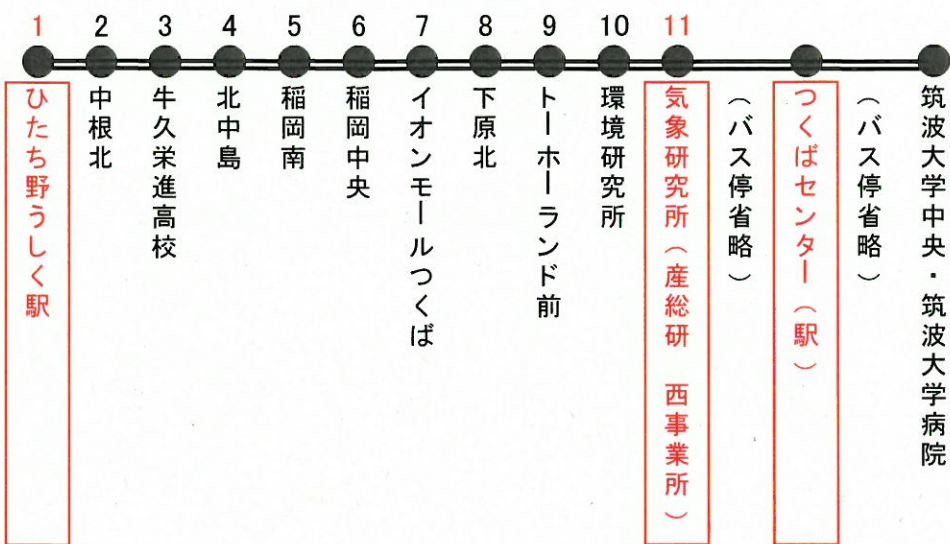 1
ひたち野うしく駅
2
中根北
3
牛久栄進高校
4
北中島
5
稲岡南
6
稲岡中央
7
イオンモールつくば
8
下原北
9
トーホーランド前
10
環境研究所
11
気象研究所(産総研 西事業所)
(バス停省略)
つくばセンター(駅)
(バス停省略)
筑波大学中央・筑波大学病院